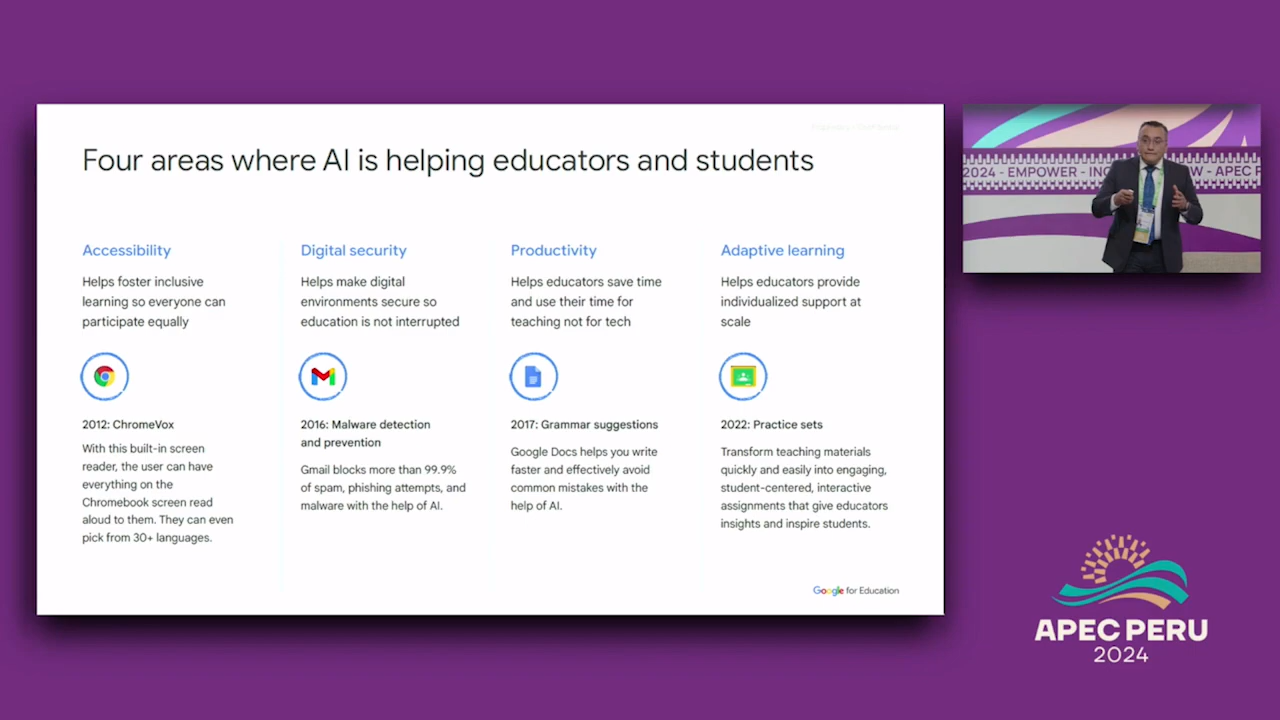 Four areas where AI is helping educators and students
Accessibility
Helps foster inclusive
learning so everyone can
participate equally
2012: ChromeVox
With this built-in screen
reader, the user can have
everything on the
Chromebook screen read
aloud to them. They can even
pick from 30+ languages.
Digital security
Helps make digital
environments secure so
education is not interrupted
2016: Malware detection
and prevention
Gmail blocks more than 99.9%
of spam, phishing attempts, and
malware with the help of AI.
Productivity
Helps educators save time
and use their time for
teaching not for tech
2017: Grammar suggestions
Google Docs helps you write
faster and effectively avoid
common mistakes with the
help of AI.
Adaptive learning
Helps educators provide
individualized support at
scale
2022: Practice sets
Transform teaching materials
quickly and easily into engaging,
student-centered, interactive
assignments that give educators
insights and inspire students.
Google for Education
2024 - EMPOWER - INC W - APEC P
APEC PERU
2024